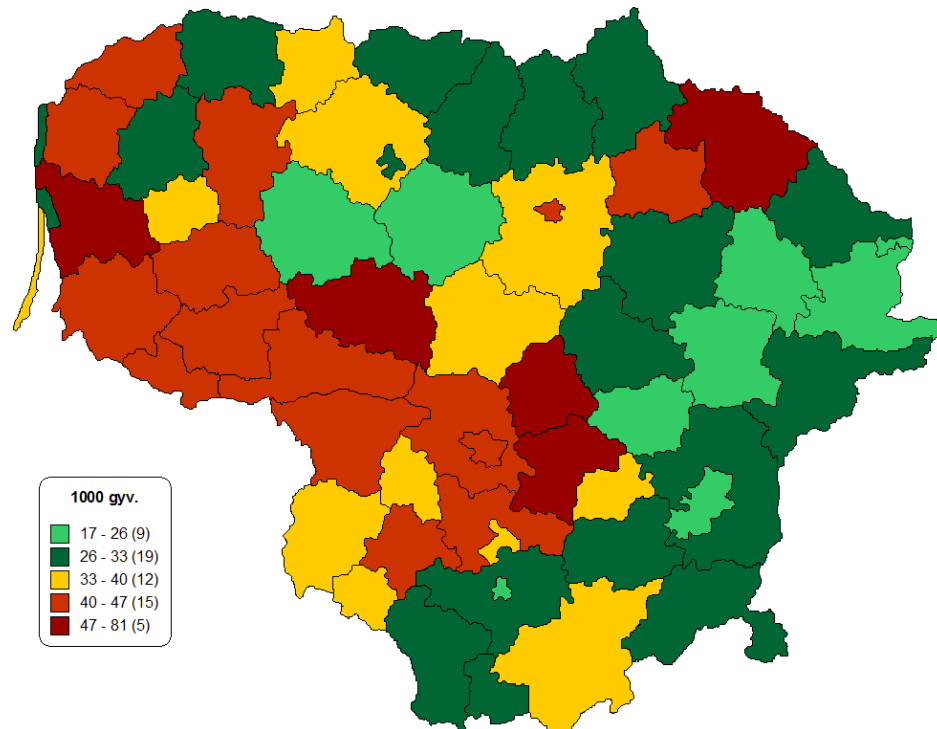 1000 gyv.
17 - 26 (9)
26 - 33 (19)
33 - 40 (12)
40 - 47 (15)
47 - 81 (5)